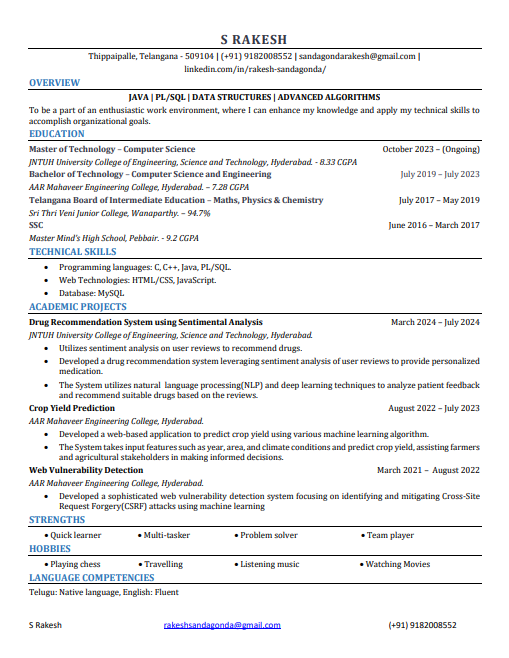 S RAKESH
Thippaipalle, Telangana - 509104 | (+91) 9182008552 | sandagondarakesh@gmail.com |
linkedin.com/in/rakesh-sandagonda/
OVERVIEW
JAVA | PL/SQL | DATA STRUCTURES | ADVANCED ALGORITHMS
To be a part of an enthusiastic work environment, where I can enhance my knowledge and apply my technical skills to
accomplish organizational goals.
EDUCATION
Master of Technology – Computer Science October 2023 – (Ongoing)
JNTUH University College of Engineering, Science and Technology, Hyderabad. - 8.33 CGPA
Bachelor of Technology – Computer Science and Engineering July 2019 – July 2023
AAR Mahaveer Engineering College, Hyderabad. – 7.28 CGPA
Telangana Board of Intermediate Education – Maths, Physics & Chemistry July 2017 – May 2019
Sri Thri Veni Junior College, Wanaparthy. – 94.7%
SSC June 2016 – March 2017
Master Mind's High School, Pebbair. - 9.2 CGPA
TECHNICAL SKILLS
• Programming languages: C, C++, Java, PL/SQL.
• Web Technologies: HTML/CSS, JavaScript.
• Database: MySQL
ACADEMIC PROJECTS
Drug Recommendation System using Sentimental Analysis March 2024 – July 2024
JNTUH University College of Engineering, Science and Technology, Hyderabad.
• Utilizes sentiment analysis on user reviews to recommend drugs.
• Developed a drug recommendation system leveraging sentiment analysis of user reviews to provide personalized
medication.
• The System utilizes natural language processing(NLP) and deep learning techniques to analyze patient feedback
and recommend suitable drugs based on the reviews.
Crop Yield Prediction August 2022 – July 2023
AAR Mahaveer Engineering College, Hyderabad.
• Developed a web-based application to predict crop yield using various machine learning algorithm.
• The System takes input features such as year, area, and climate conditions and predict crop yield, assisting farmers
and agricultural stakeholders in making informed decisions.
Web Vulnerability Detection March 2021 – August 2022
AAR Mahaveer Engineering College, Hyderabad.
• Developed a sophisticated web vulnerability detection system focusing on identifying and mitigating Cross-Site
Request Forgery(CSRF) attacks using machine learning
STRENGTHS
• Quick learner • Multi-tasker • Problem solver • Team player
HOBBIES
• Playing chess • Travelling • Listening music • Watching Movies
LANGUAGE COMPETENCIES
Telugu: Native language, English: Fluent
S Rakesh rakeshsandagonda@gmail.com (+91) 9182008552